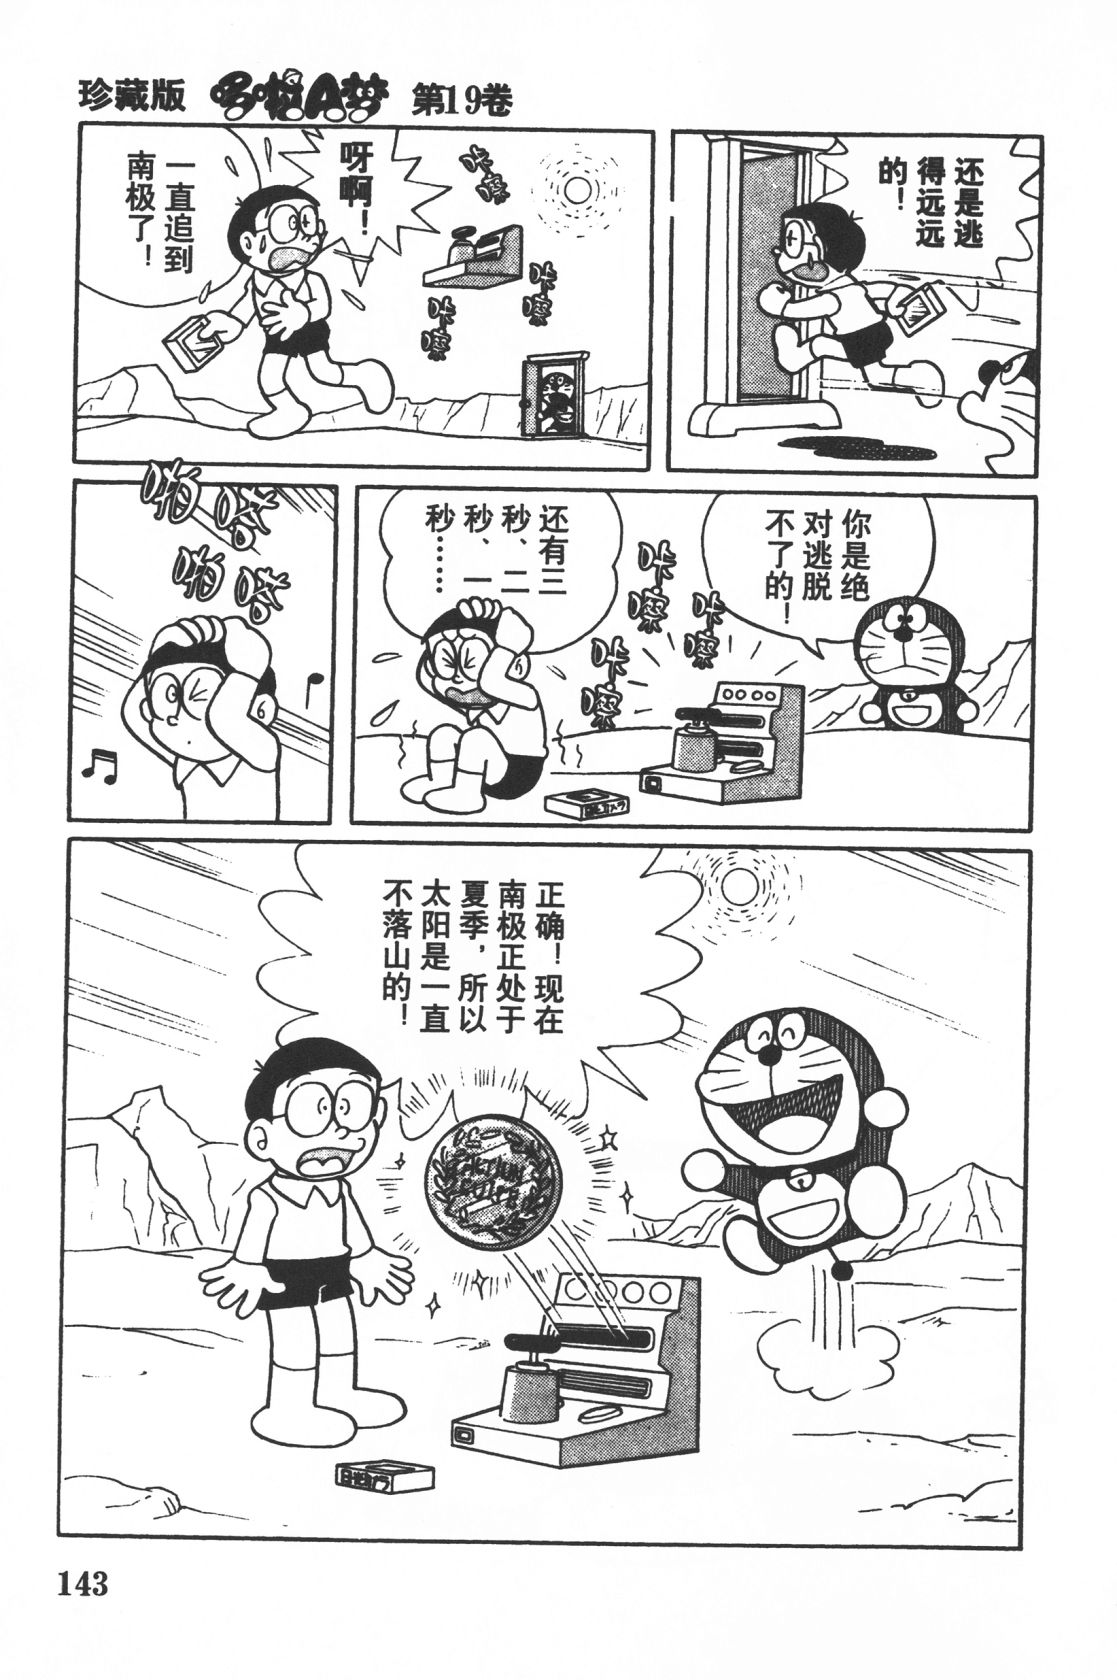 珍藏版 哆啦A梦 第19卷
还是逃
得远远
的！
呀啊！
咔嚓
咔嚓
咔嚓
一直追到
南极了！
你是绝
对逃脱
不了的！
咔嚓
咔嚓
咔嚓
还有三
秒、二
秒、一
秒……
啪嗒
啪嗒
正确！现在
南极正处于
夏季，所以
太阳是一直
不落山的！
143